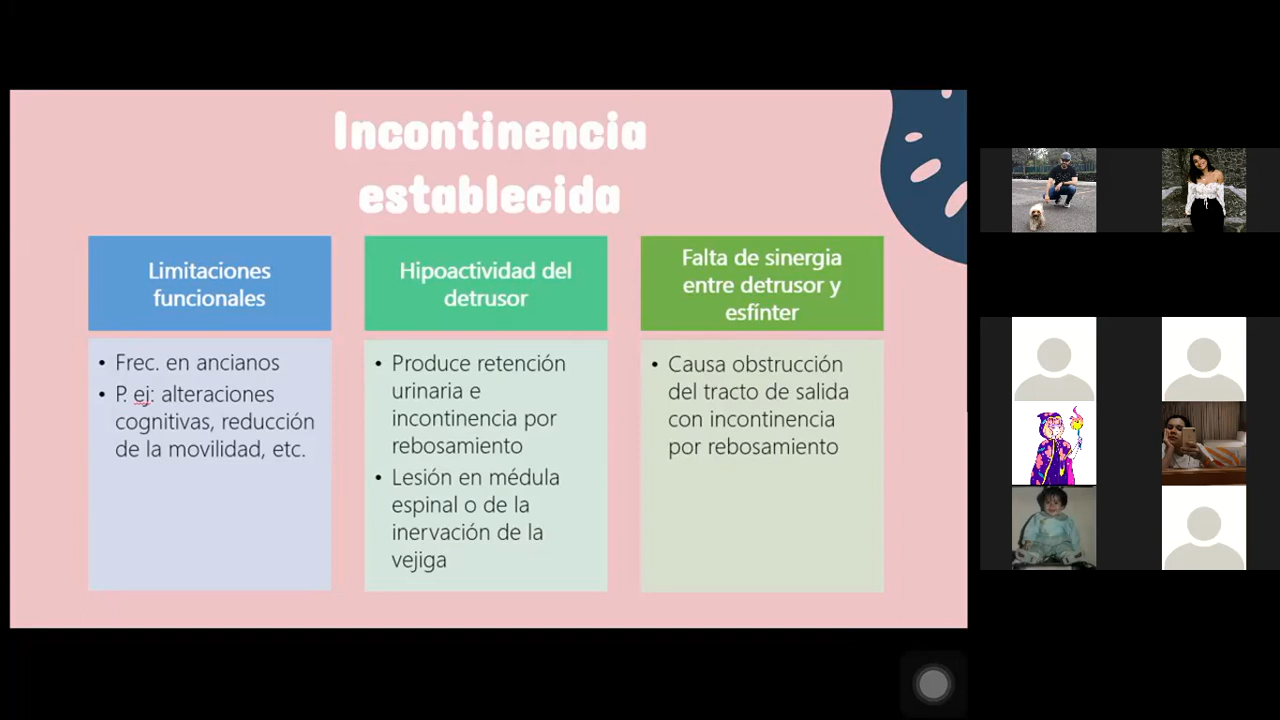 Incontinencia
establecida
Limitaciones
funcionales
• Frec. en ancianos
• P. ej: alteraciones
cognitivas, reducción
de la movilidad, etc.
Hipoactividad del
detrusor
• Produce retención
urinaria e
incontinencia por
rebosamiento
• Lesión en médula
espinal o de la
inervación de la
vejiga
Falta de sinergia
entre detrusor y
esfínter
• Causa obstrucción
del tracto de salida
con incontinencia
por rebosamiento